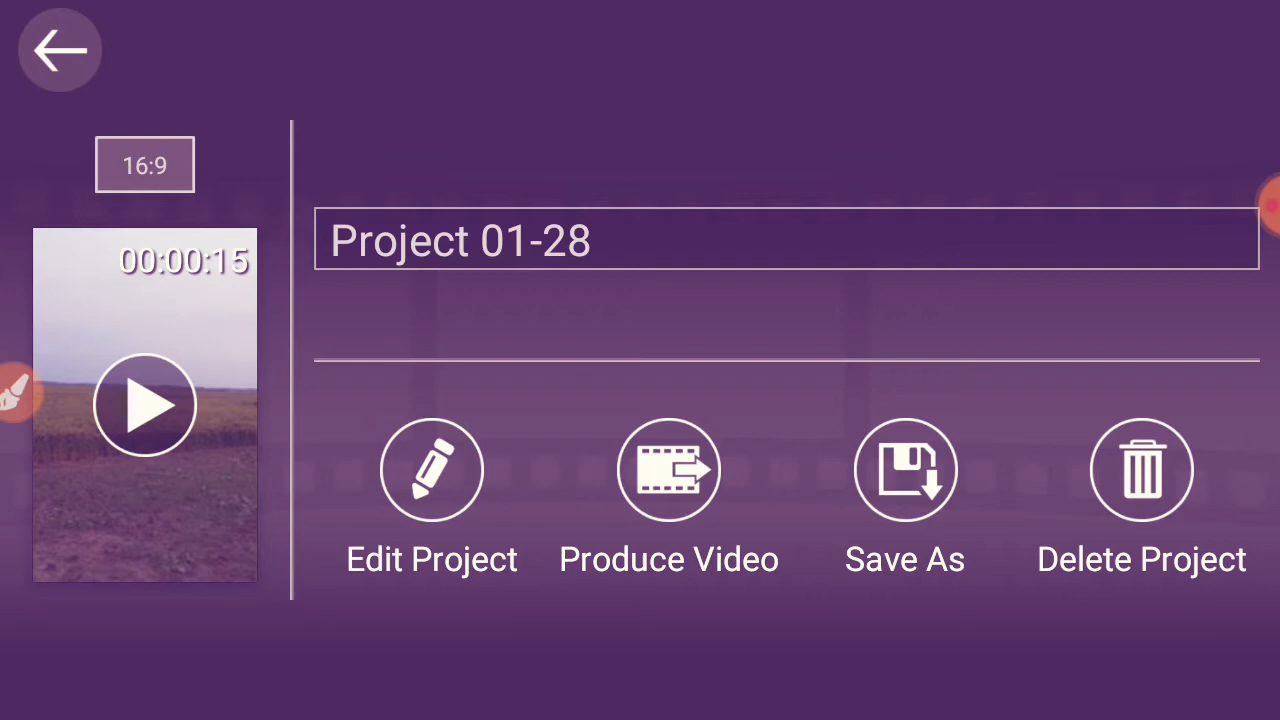 16:9
00:00:15
Project 01-28
Edit Project
Produce Video
Save As
Delete Project